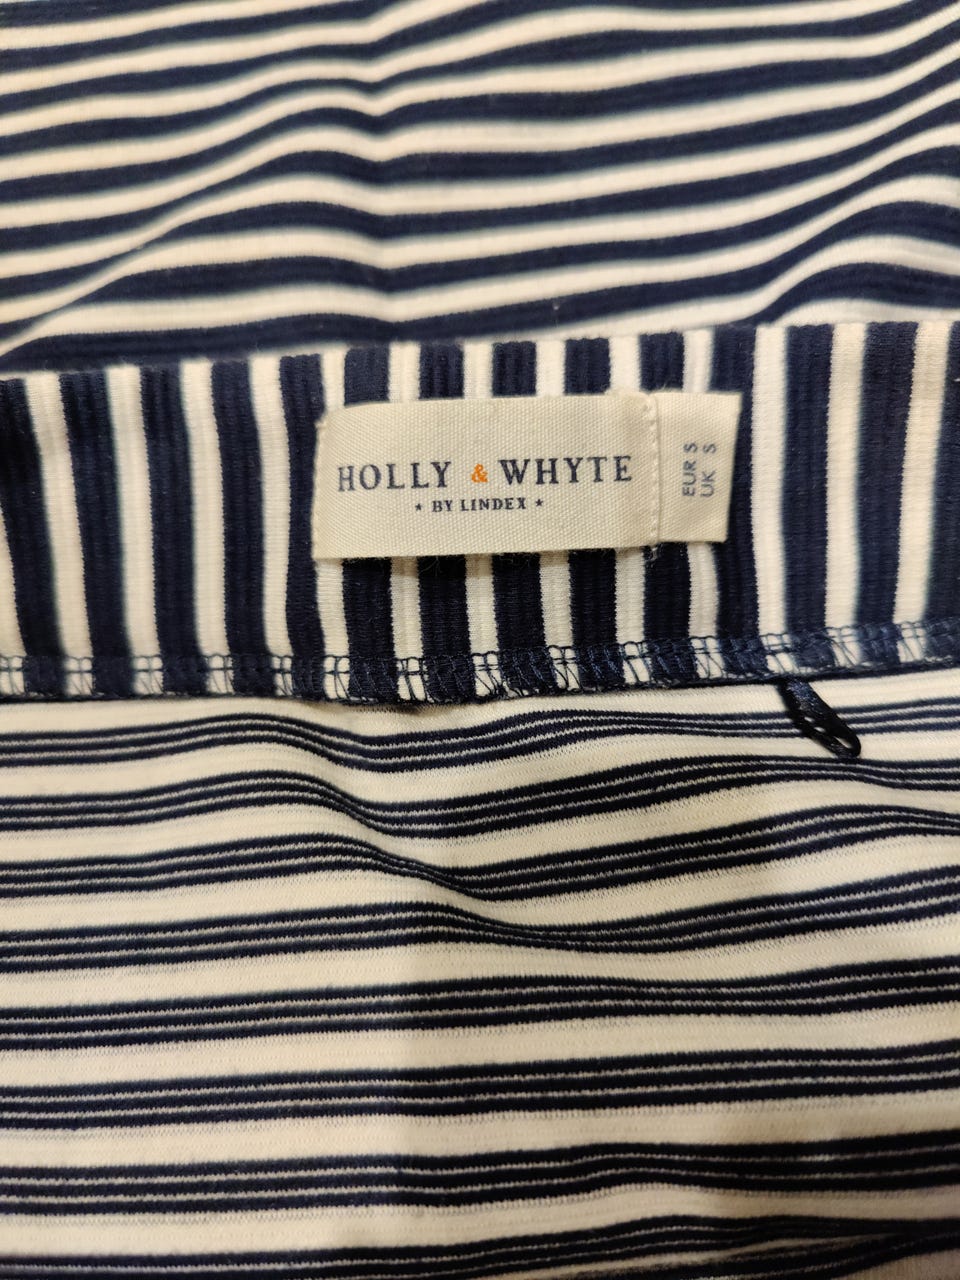 HOLLY & WHYTE
★ BY LINDEX ★
EUR S
UK S